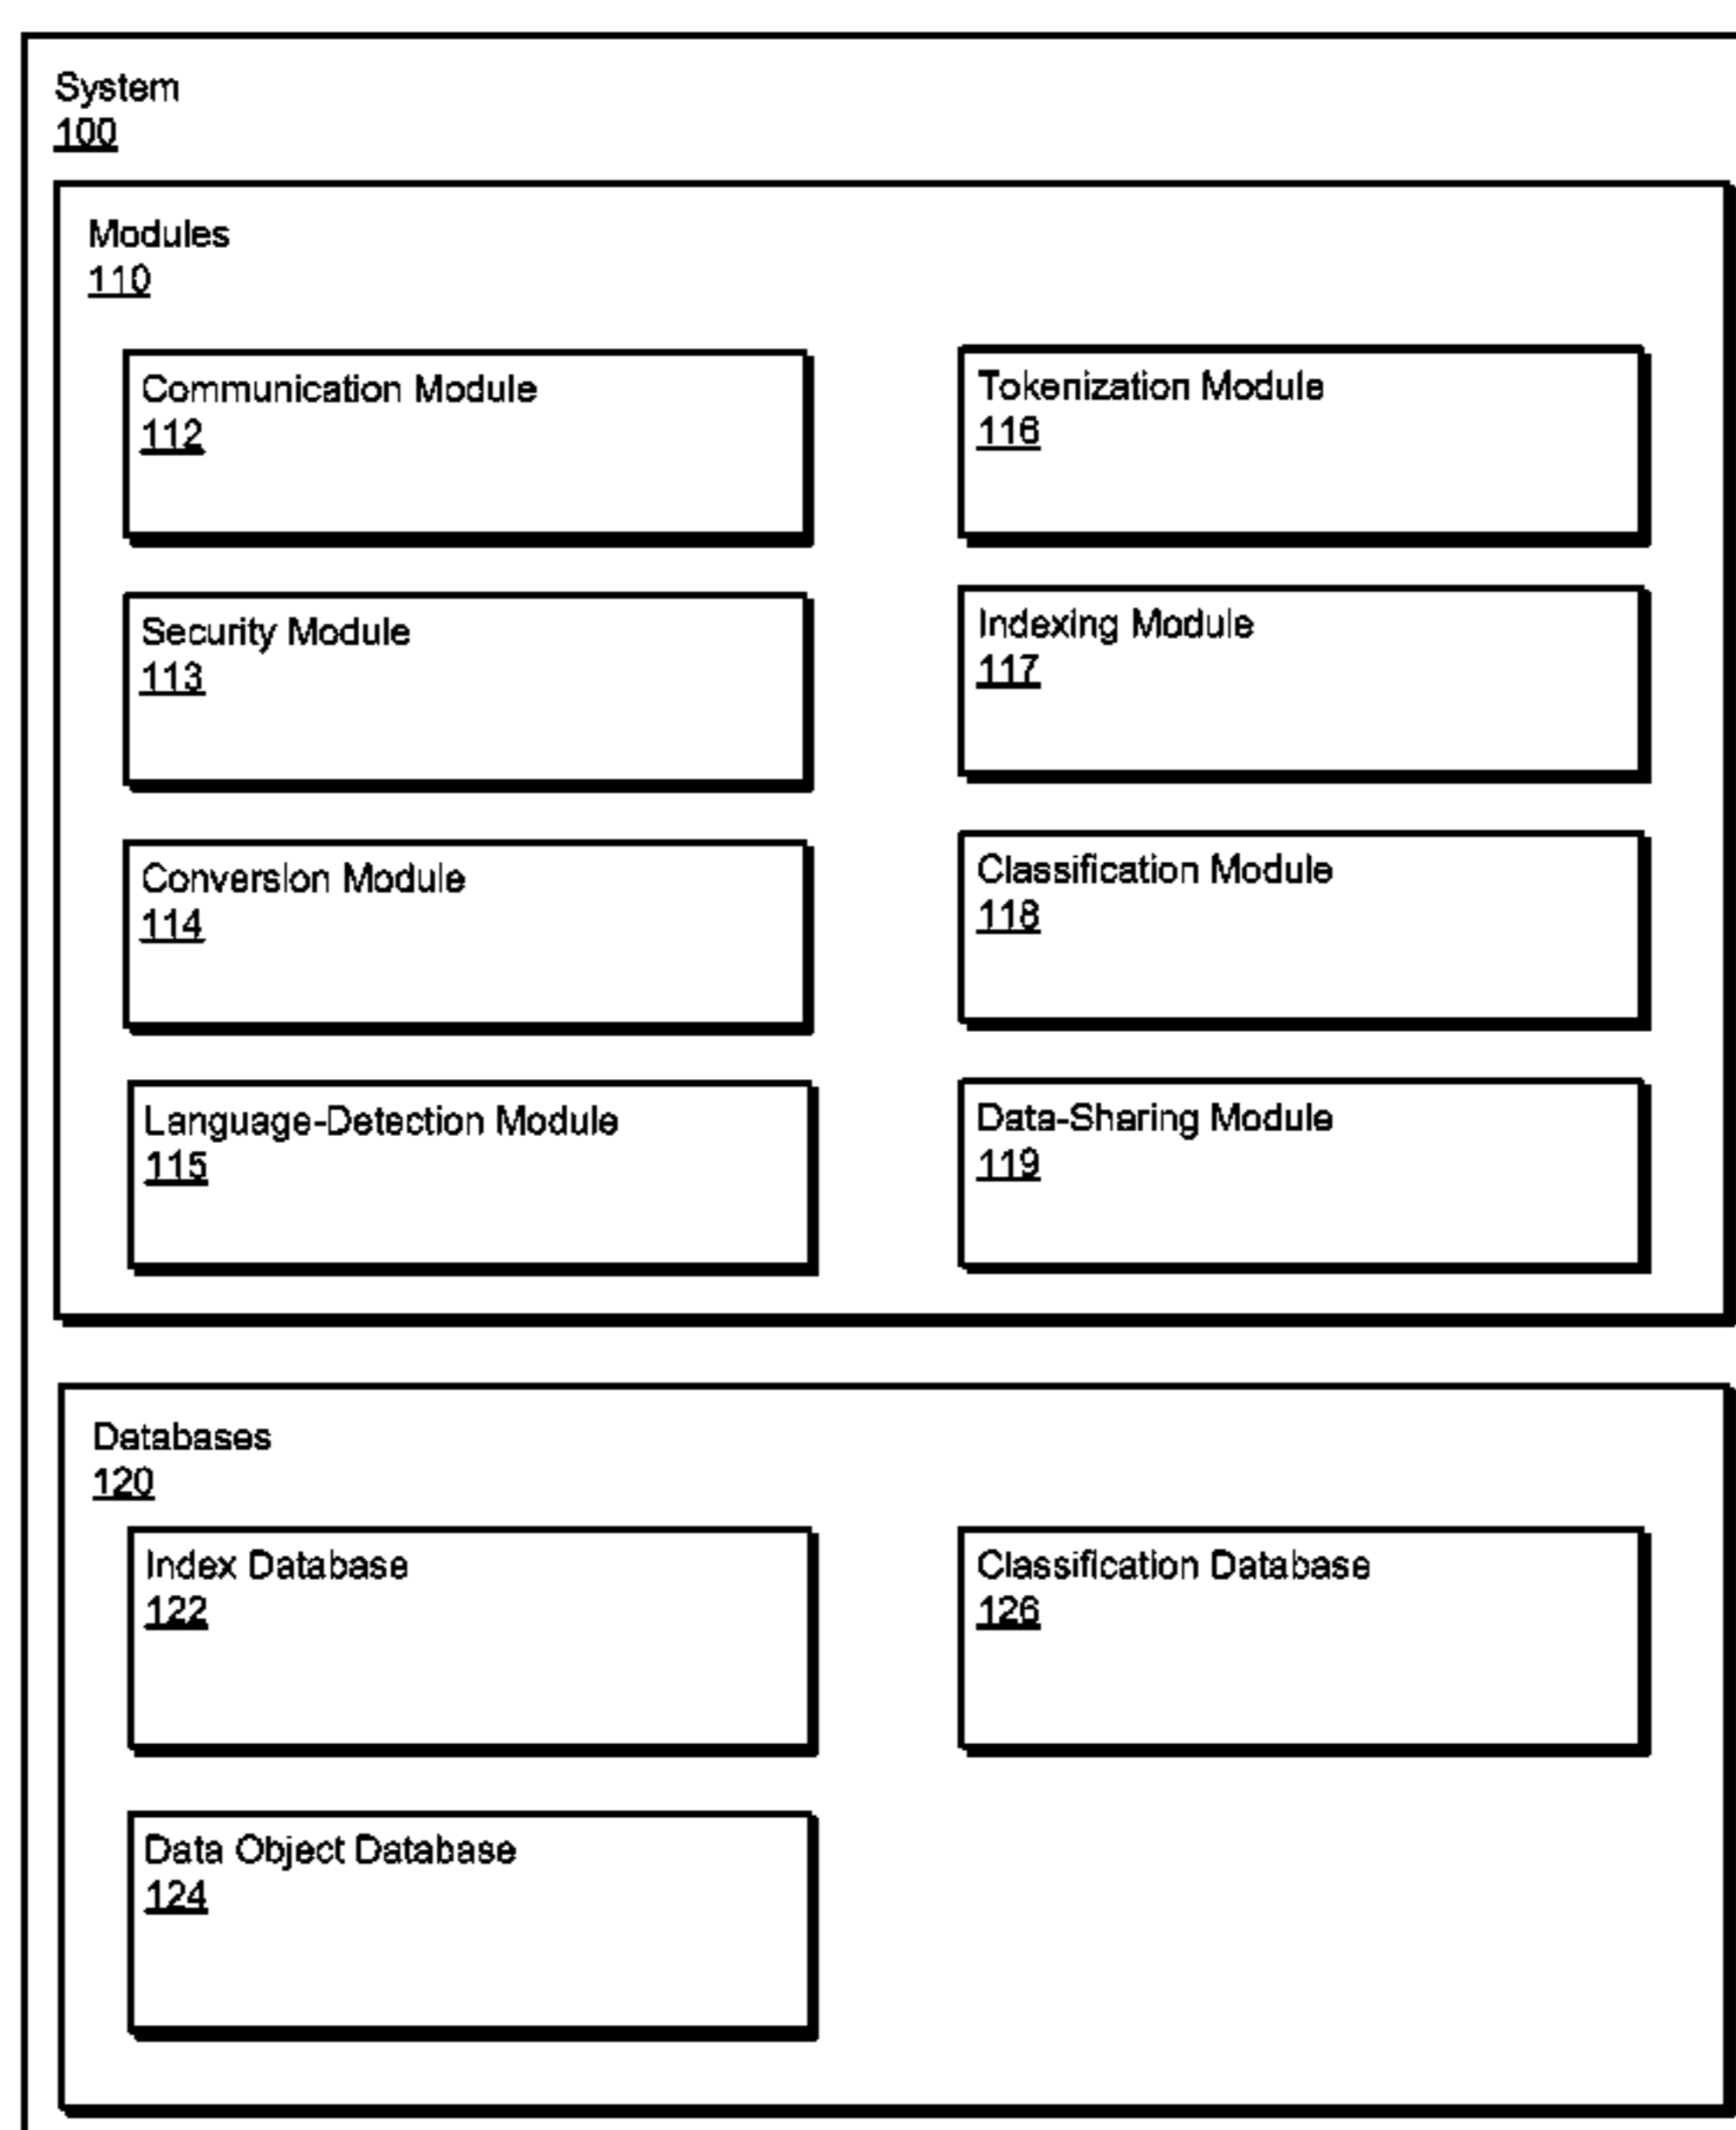 System
100
Modules
110
Communication Module
112
Security Module
113
Conversion Module
114
Language-Detection Module
115
Tokenization Module
116
Indexing Module
117
Classification Module
118
Data-Sharing Module
119
Databases
120
Index Database
122
Data Object Database
124
Classification Database
126